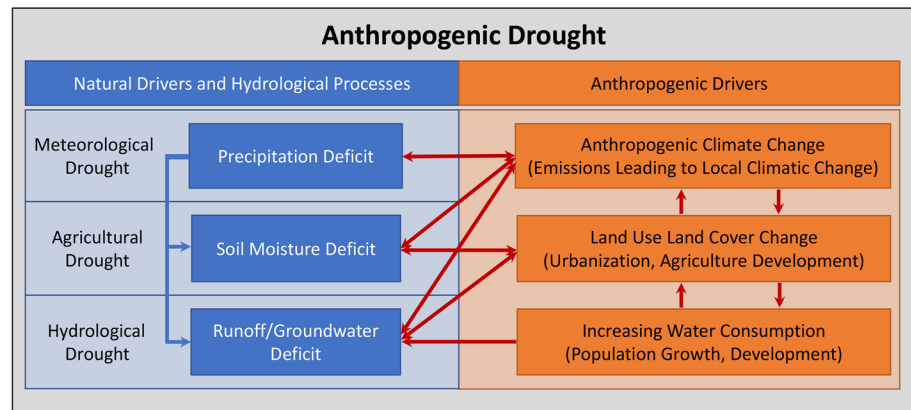 Anthropogenic Drought
Natural Drivers and Hydrological Processes
Anthropogenic Drivers
Meteorological
Drought
Precipitation Deficit
Anthropogenic Climate Change
(Emissions Leading to Local Climatic Change)
Agricultural
Drought
Soil Moisture Deficit
Land Use Land Cover Change
(Urbanization, Agriculture Development)
Hydrological
Drought
Runoff/Groundwater
Deficit
Increasing Water Consumption
(Population Growth, Development)